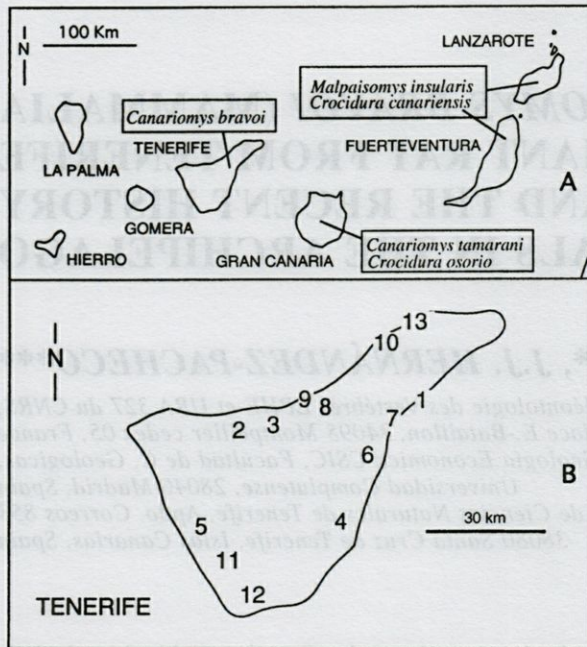 N
100 Km
LANZAROTE
Malpaisomys insularis
Crocidura canariensis
Canariomys bravoi
LA PALMA
TENERIFE
FUERTEVENTURA
A
GOMERA
HIERRO
GRAN CANARIA
Canariomys tamarani
Crocidura osorio
N
13
10
9
8
1
2
3
6
B
5
4
30 km
11
12
TENERIFE